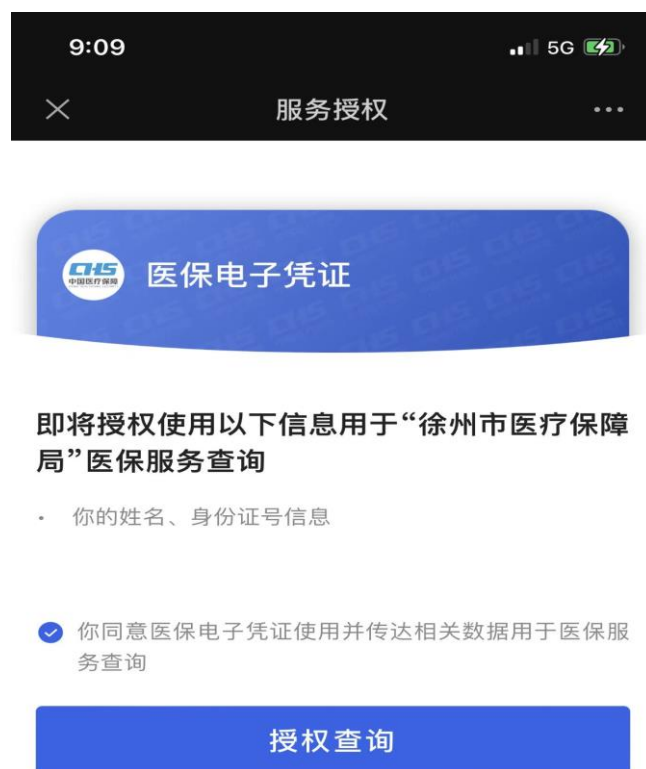 9:09
5G
服务授权
CHS
中国医疗保障
医保电子凭证
即将授权使用以下信息用于“徐州市医疗保障
局”医保服务查询
· 你的姓名、身份证号信息
你同意医保电子凭证使用并传达相关数据用于医保服
务查询
授权查询